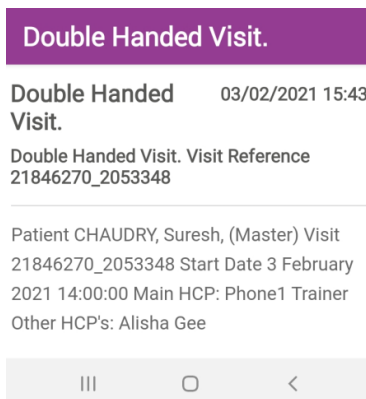 Double Handed Visit.
Double Handed 03/02/2021 15:43
Visit.
Double Handed Visit. Visit Reference
21846270_2053348
Patient CHAUDRY, Suresh, (Master) Visit
21846270_2053348 Start Date 3 February
2021 14:00:00 Main HCP: Phone1 Trainer
Other HCP's: Alisha Gee